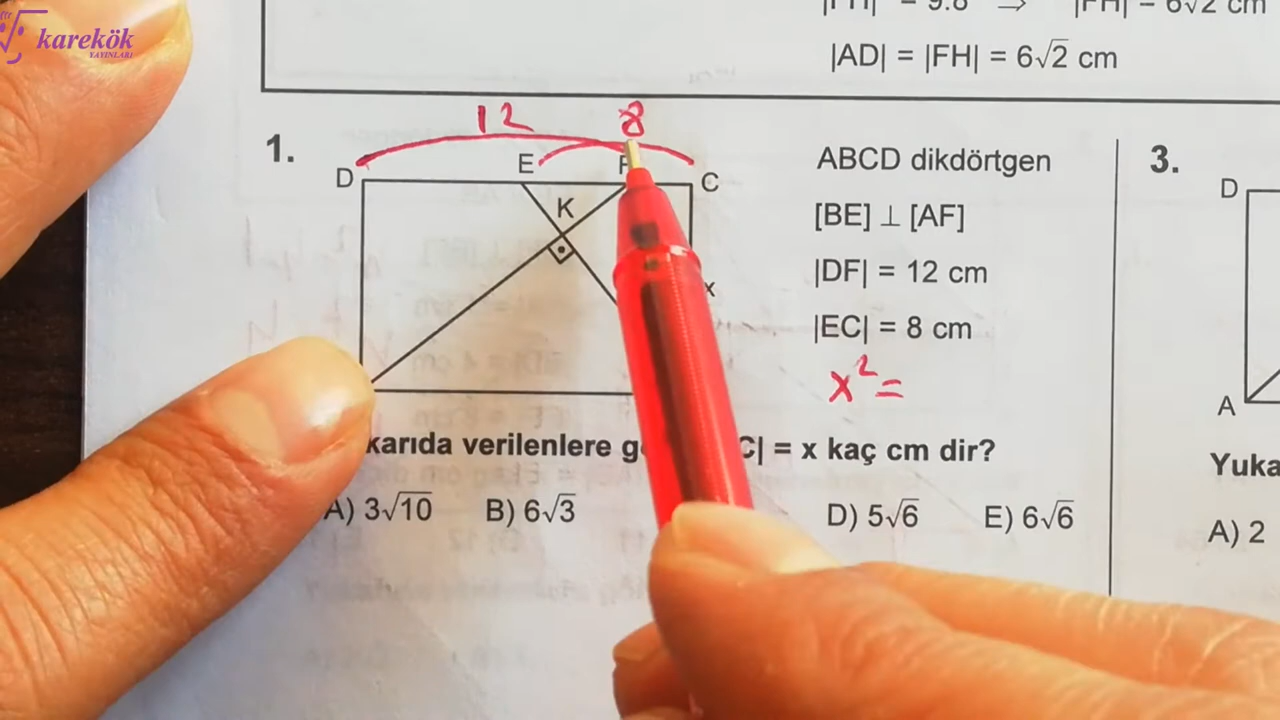 karekök
YAYINLARI
|AD| = |FH| = 6√2 cm
12
8
1.
D
E
C
K
x
ABCD dikdörtgen
[BE] ⊥ [AF]
|DF| = 12 cm
|EC| = 8 cm
x² =
karıda verilenlere g C| = x kaç cm dir?
A) 3√10 B) 6√3 D) 5√6 E) 6√6
3.
D
A
Yuka
A) 2